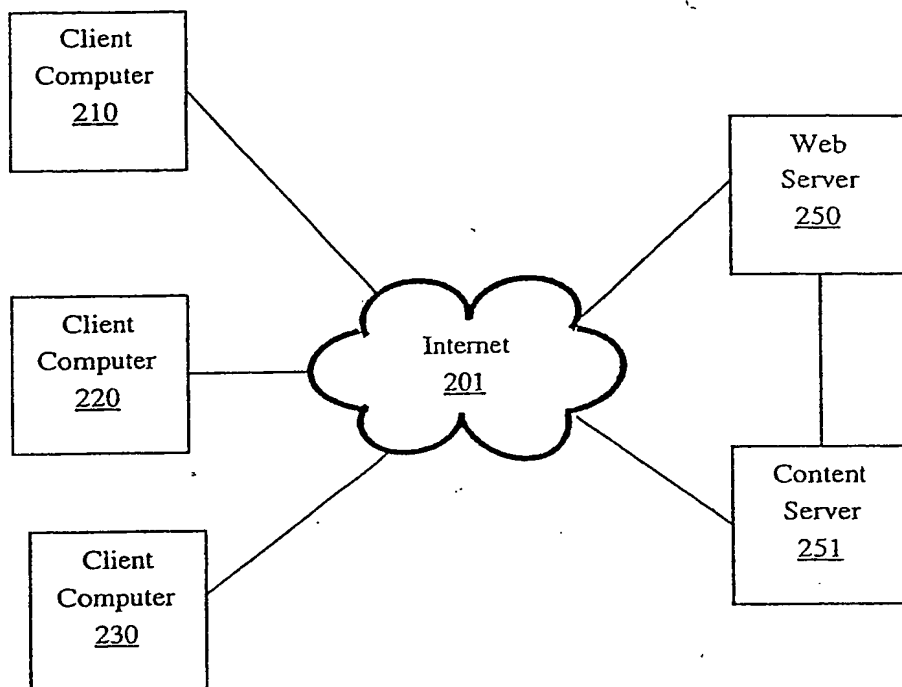 Client
Computer
210
Web
Server
250
Client
Computer
220
Internet
201
Content
Server
251
Client
Computer
230